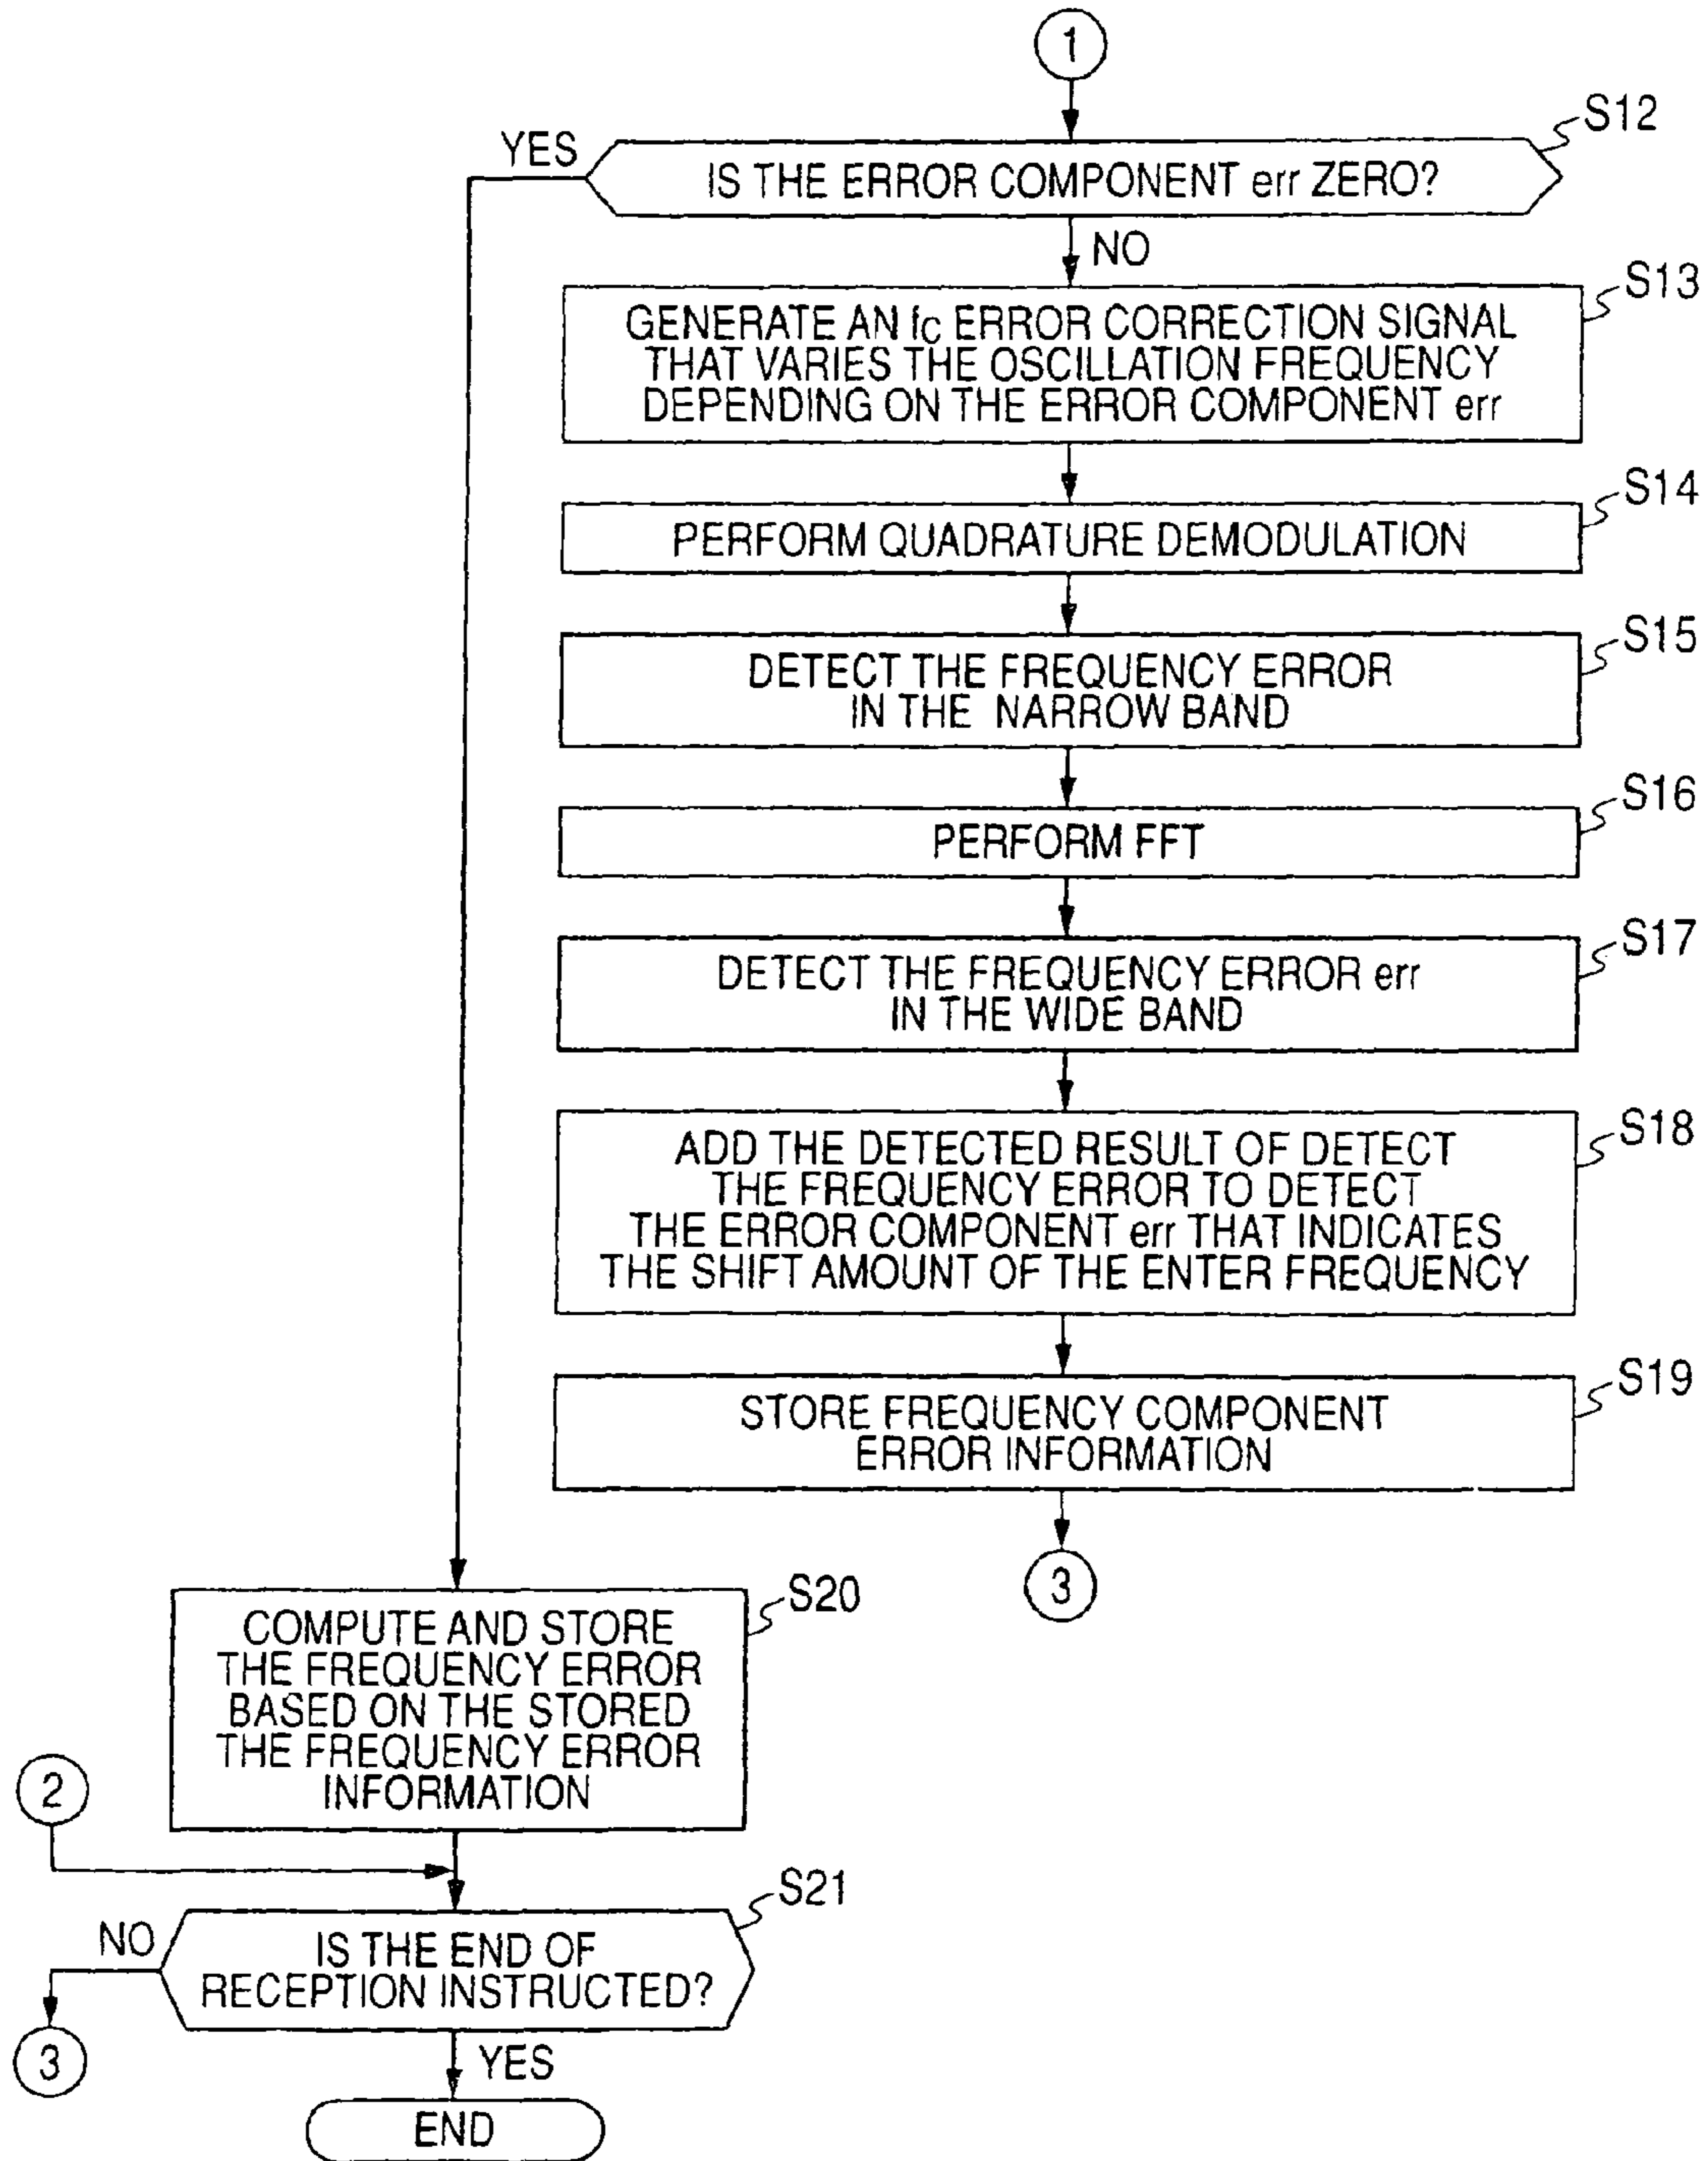 1
S12
YES
IS THE ERROR COMPONENT err ZERO?
NO
S13
GENERATE AN fc ERROR CORRECTION SIGNAL
THAT VARIES THE OSCILLATION FREQUENCY
DEPENDING ON THE ERROR COMPONENT err
S14
PERFORM QUADRATURE DEMODULATION
S15
DETECT THE FREQUENCY ERROR
IN THE NARROW BAND
S16
PERFORM FFT
S17
DETECT THE FREQUENCY ERROR err
IN THE WIDE BAND
S18
ADD THE DETECTED RESULT OF DETECT
THE FREQUENCY ERROR TO DETECT
THE ERROR COMPONENT err THAT INDICATES
THE SHIFT AMOUNT OF THE ENTER FREQUENCY
S19
STORE FREQUENCY COMPONENT
ERROR INFORMATION
3
S20
COMPUTE AND STORE
THE FREQUENCY ERROR
BASED ON THE STORED
THE FREQUENCY ERROR
INFORMATION
2
S21
NO
IS THE END OF
RECEPTION INSTRUCTED?
3
YES
END